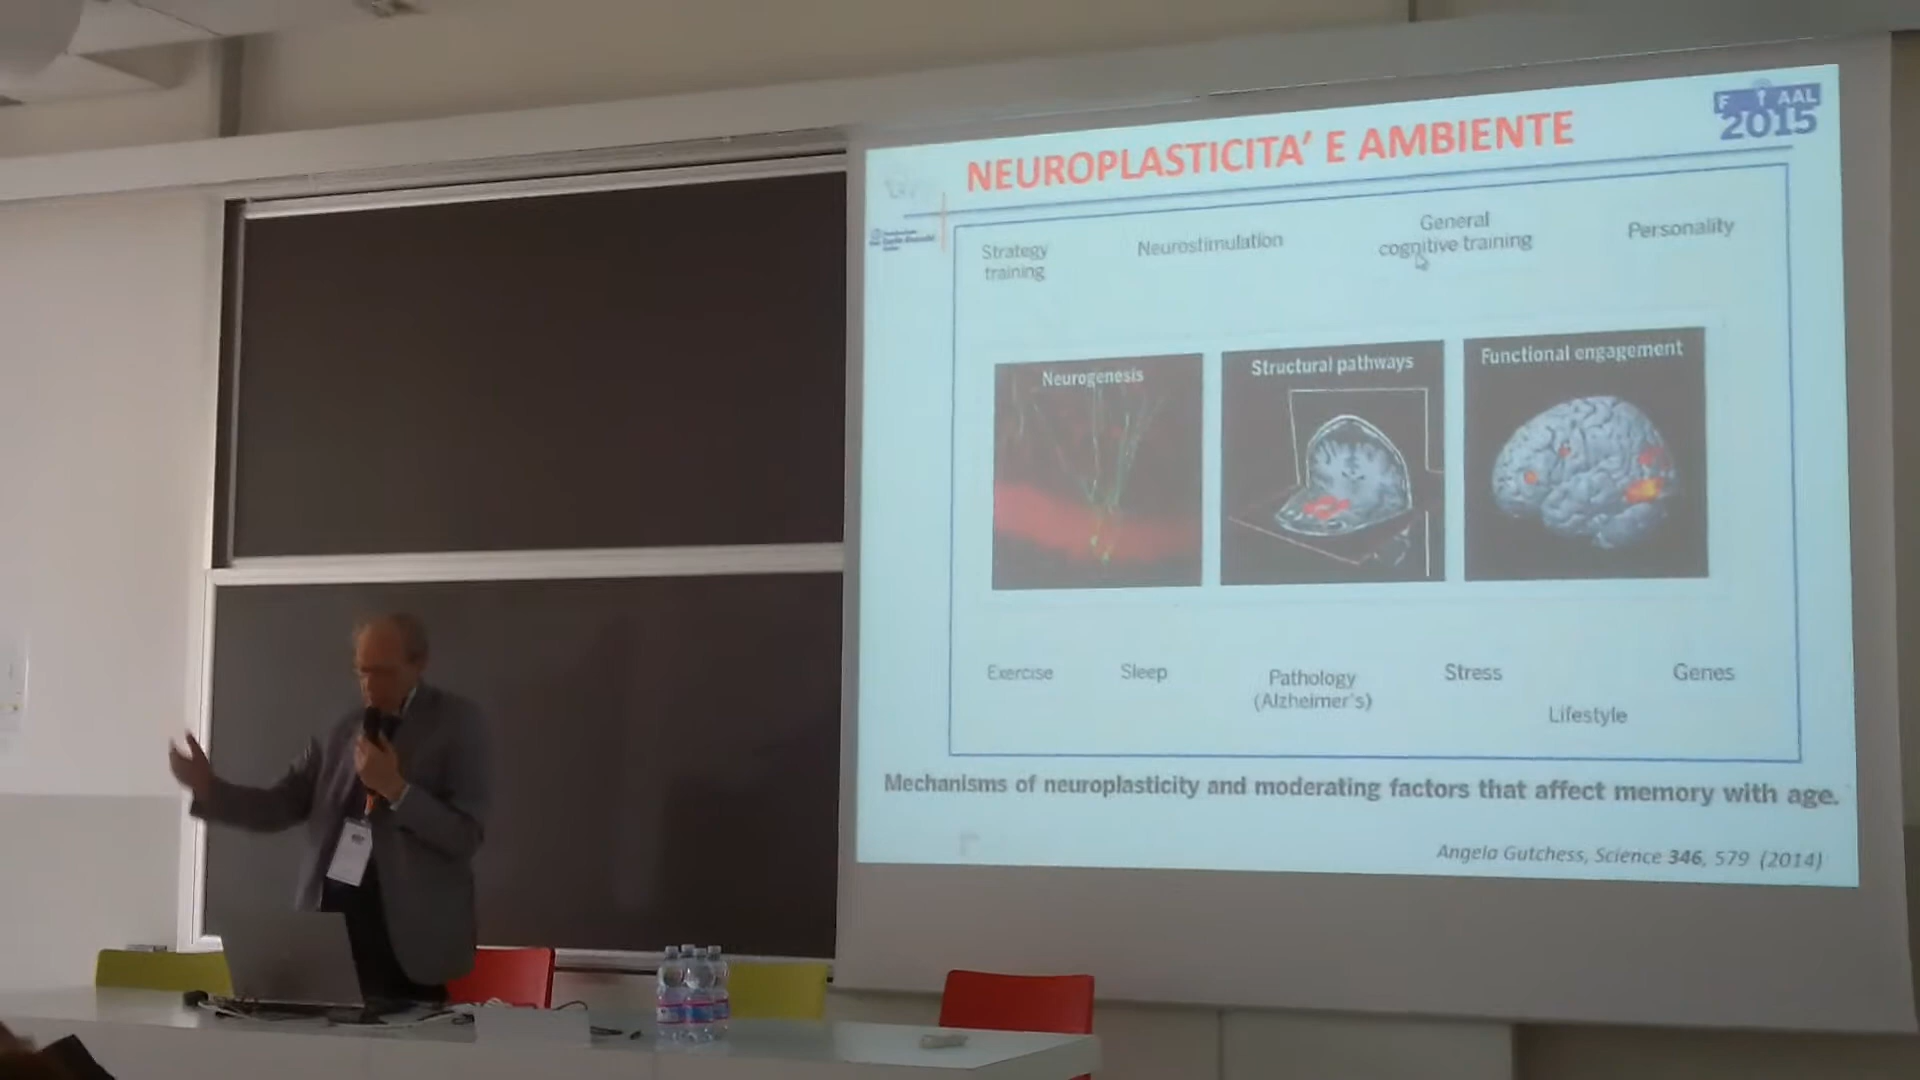 NEUROPLASTICITA' E AMBIENTE
F AAL
2015
Strategy
training
Neurostimulation
General
cognitive training
Personality
Neurogenesis
Structural pathways
Functional engagement
Exercise
Sleep
Pathology
(Alzheimer's)
Stress
Lifestyle
Genes
Mechanisms of neuroplasticity and moderating factors that affect memory with age.
Angela Gutchess, Science 346, 579 (2014)